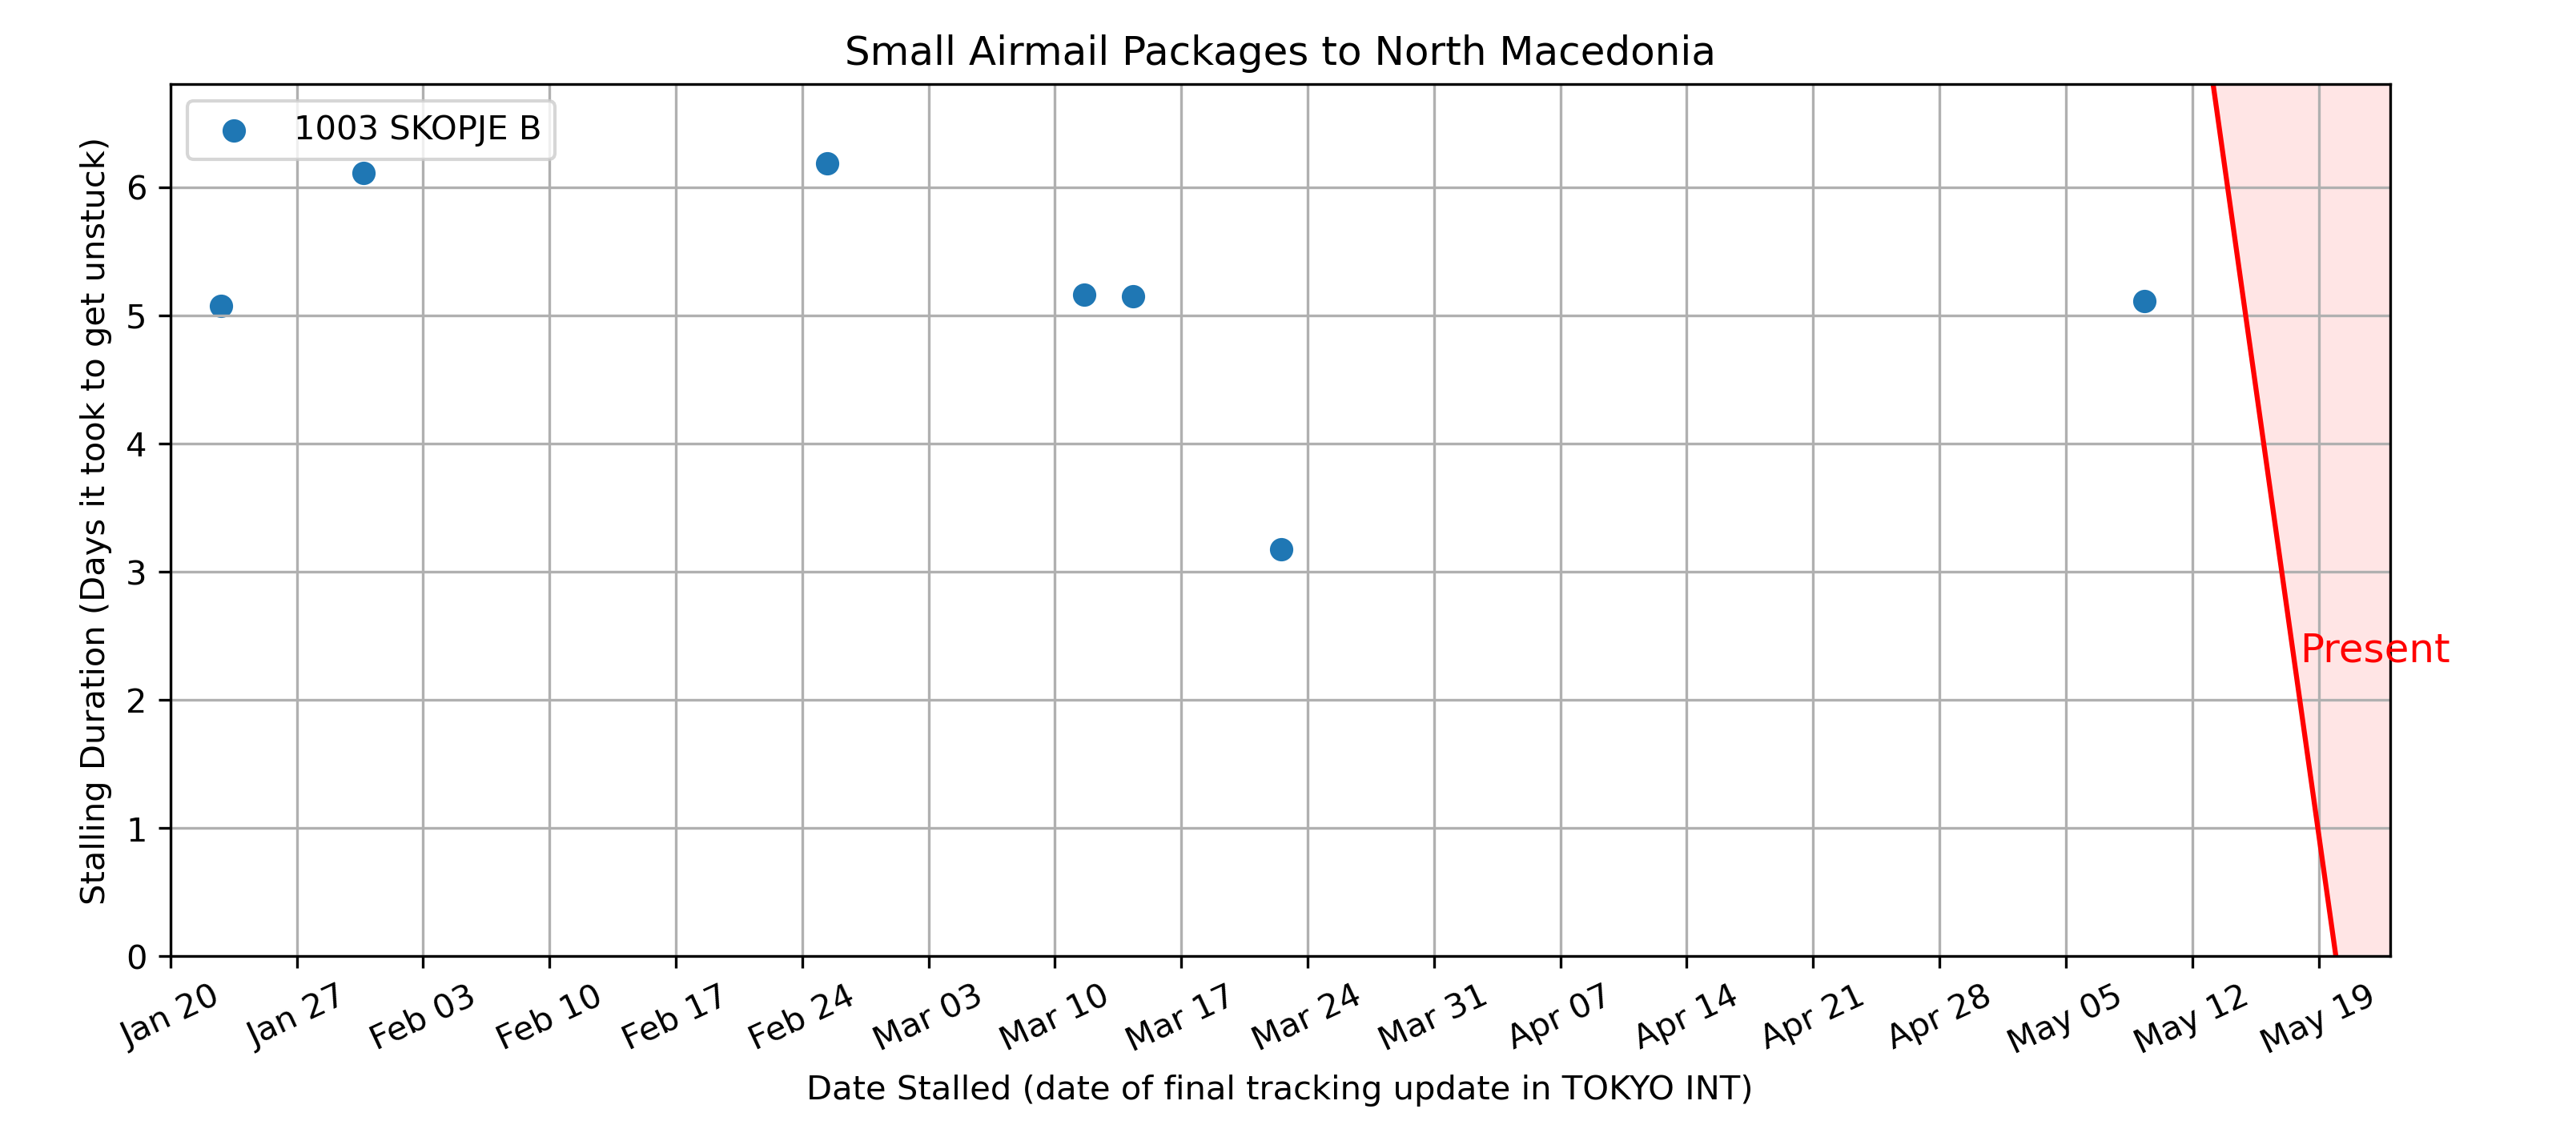 Small Airmail Packages to North Macedonia
1003 SKOPJE B
Stalling Duration (Days it took to get unstuck)
6
5
4
3
2
1
0
Present
Jan 20
Jan 27
Feb 03
Feb 10
Feb 17
Feb 24
Mar 03
Mar 10
Mar 17
Mar 24
Mar 31
Apr 07
Apr 14
Apr 21
Apr 28
May 05
May 12
May 19
Date Stalled (date of final tracking update in TOKYO INT)